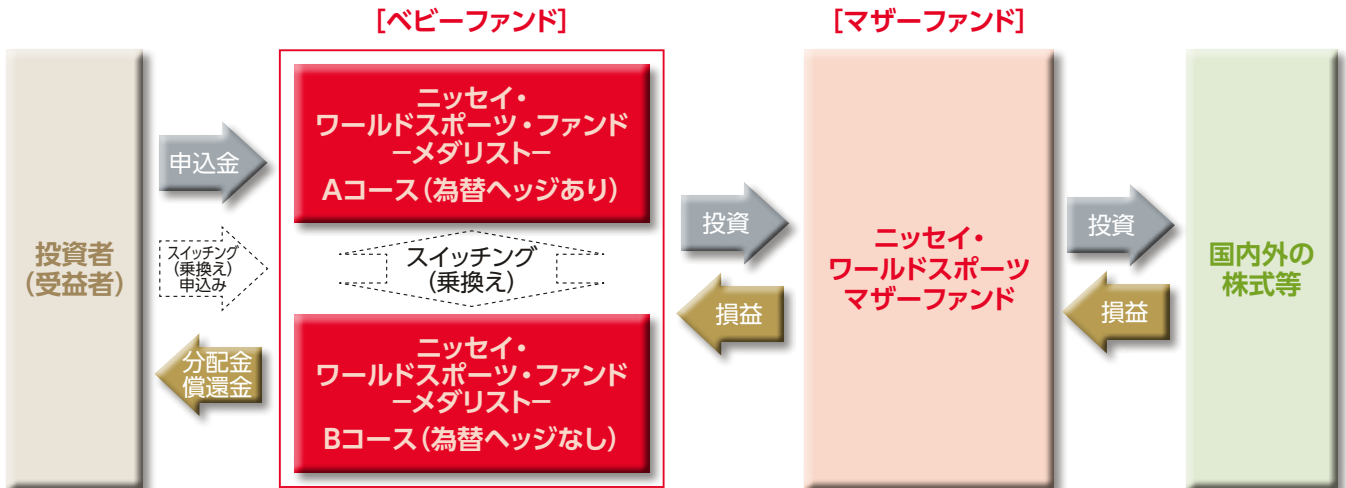 [ベビーファンド]
[マザーファンド]
投資者
(受益者)
申込金
スイッチング
(乗換え)
申込み
分配金
償還金
ニッセイ・
ワールドスポーツ・ファンド
−メダリスト−
Aコース(為替ヘッジあり)
スイッチング
(乗換え)
ニッセイ・
ワールドスポーツ・ファンド
−メダリスト−
Bコース(為替ヘッジなし)
投資
損益
ニッセイ・
ワールドスポーツ
マザーファンド
投資
損益
国内外の
株式等